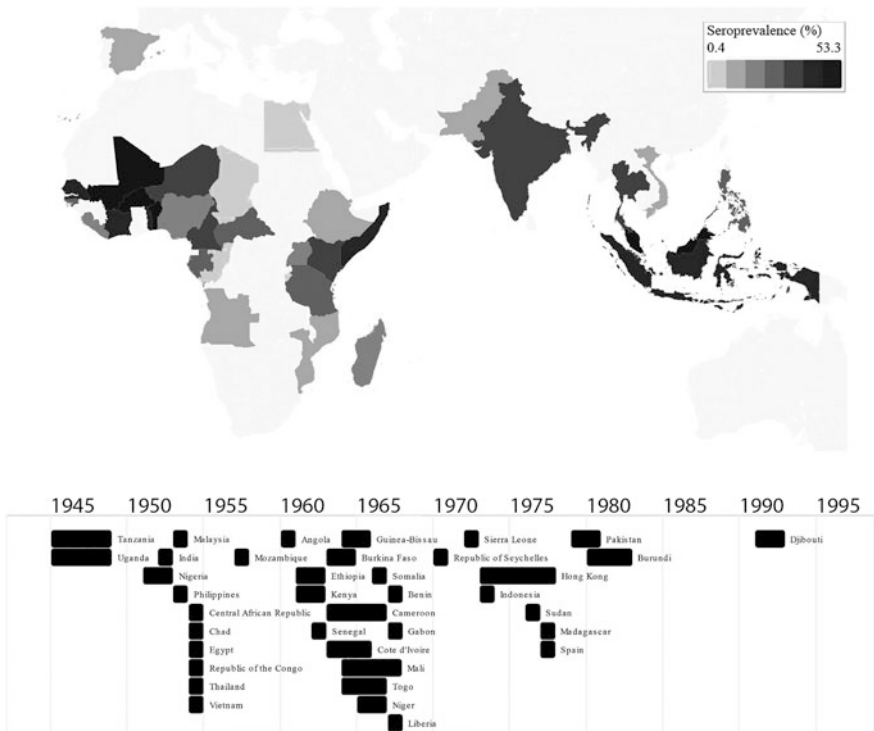 Seroprevalence (%)
0.4 53.3
1945 1950 1955 1960 1965 1970 1975 1980 1985 1990 1995
Tanzania Malaysia Angola Guinea-Bissau Sierra Leone Pakistan Djibouti
Uganda India Mozambique Burkina Faso Republic of Seychelles Burundi
Nigeria Ethiopia Somalia Hong Kong
Philippines Kenya Benin Indonesia
Central African Republic Cameroon Sudan
Chad Senegal Gabon Madagascar
Egypt Cote d'Ivoire Spain
Republic of the Congo Mali
Thailand Togo
Vietnam Niger
Liberia